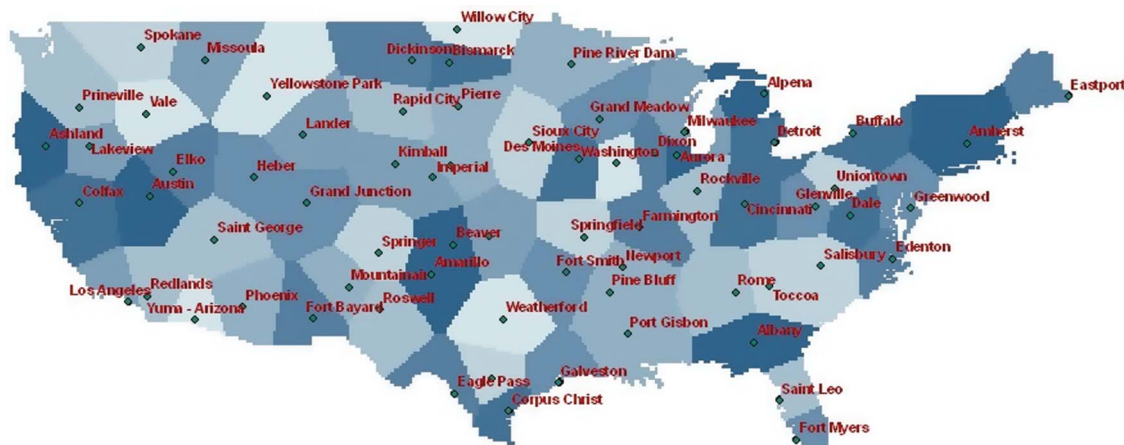 Willow City
Spokane
Missoula
Dickinson
Bismarck
Pine River Dam
Alpena
Eastport
Prineville
Vale
Yellowstone Park
Rapid City
Pierre
Grand Meadow
Milwaukee
Detroit
Buffalo
Amherst
Ashland
Lakeview
Lander
Sioux City
Des Moines
Washington
Dixon
Aurora
Elko
Heber
Kimball
Imperial
Colfax
Austin
Grand Junction
Rockville
Cincinnati
Glenville
Uniontown
Dale
Greenwood
Saint George
Springer
Beaver
Springfield
Farmington
Salisbury
Edenton
Los Angeles
Redlands
Yuma - Arizona
Phoenix
Fort Bayard
Mountainair
Roswell
Amarillo
Fort Smith
Newport
Pine Bluff
Rome
Toccoa
Weatherford
Port Gisbon
Albany
Eagle Pass
Galveston
Corpus Christ
Saint Leo
Fort Myers